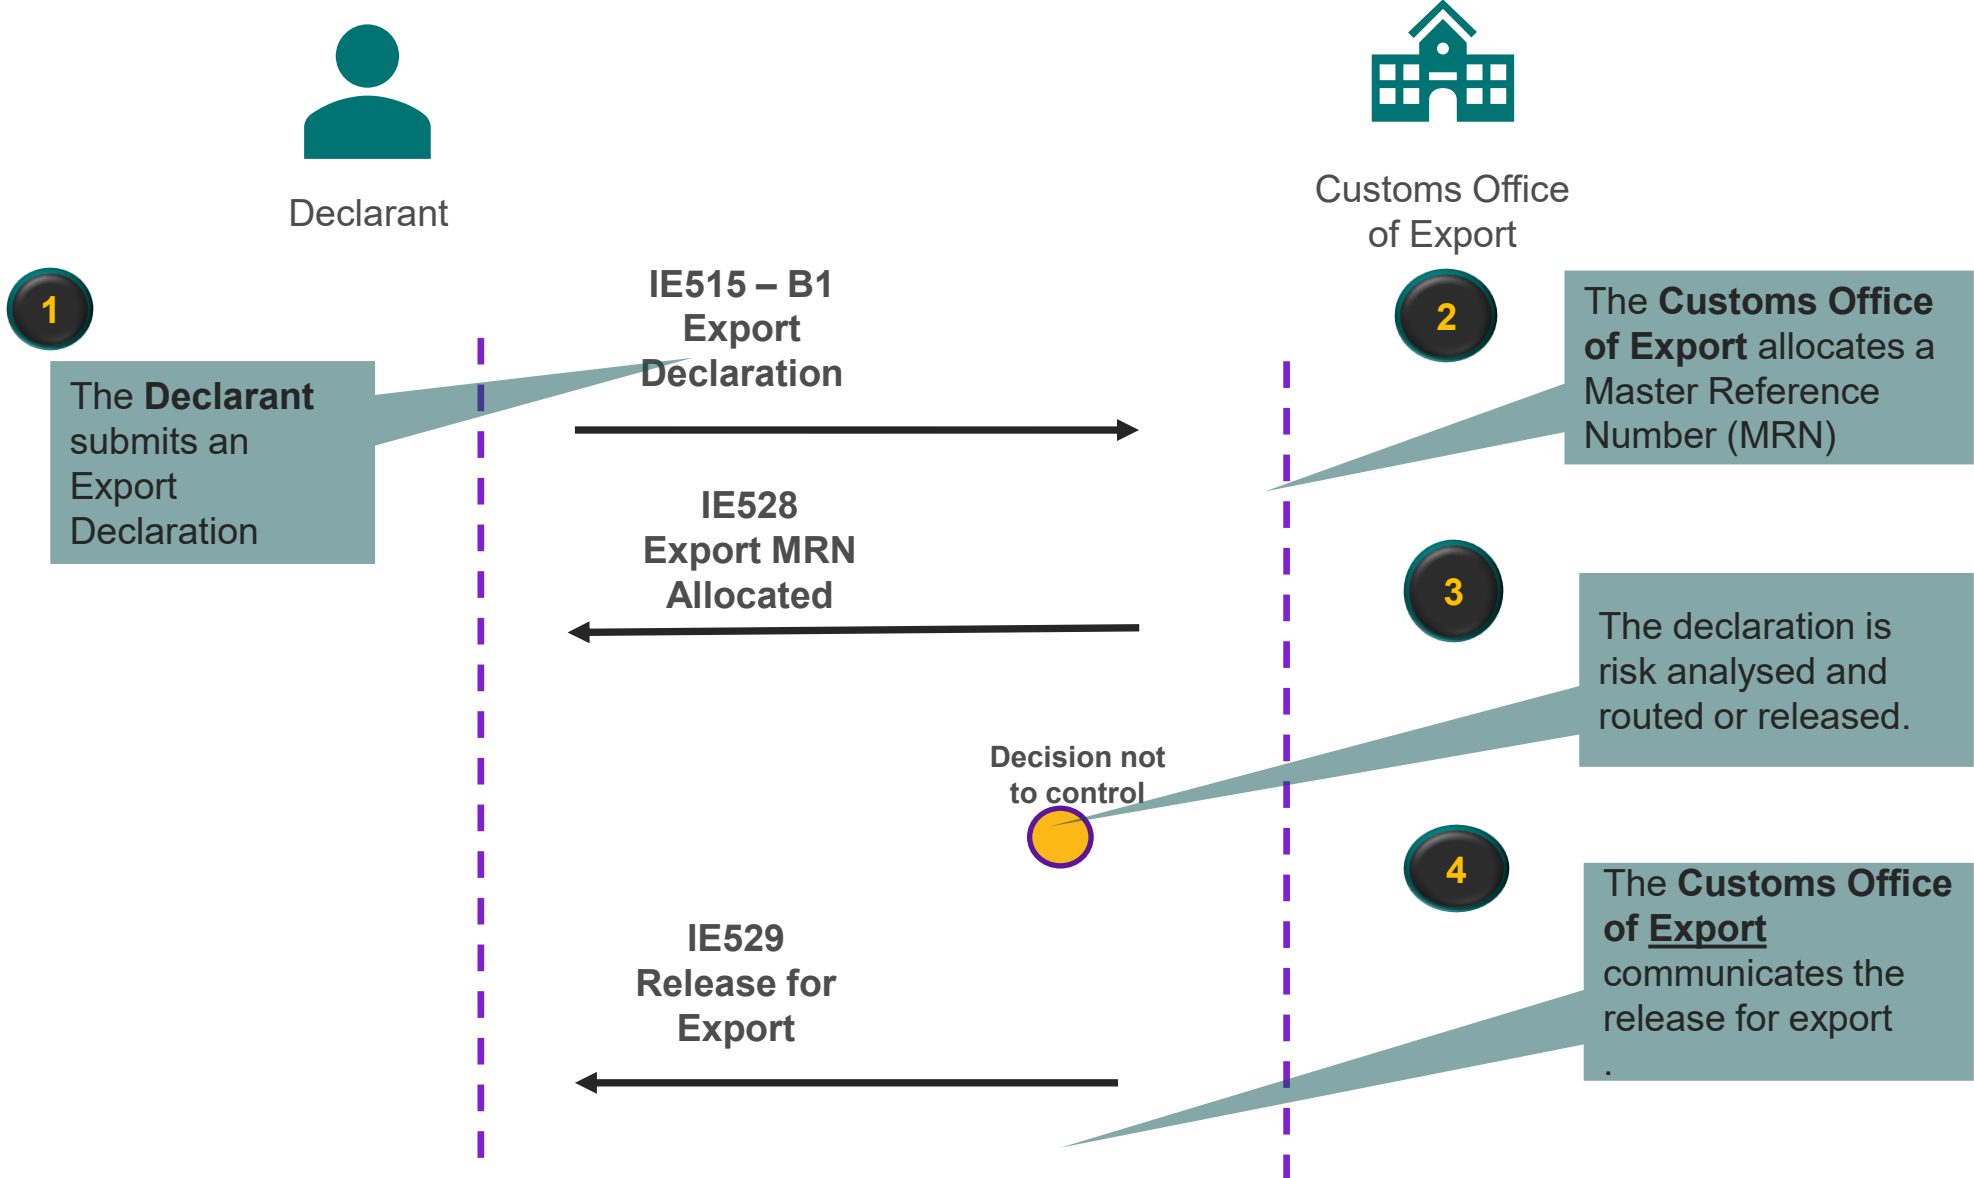 Declarant
Customs Office
of Export
1
The Declarant
submits an
Export
Declaration
IE515 – B1
Export
Declaration
2
The Customs Office
of Export allocates a
Master Reference
Number (MRN)
IE528
Export MRN
Allocated
3
The declaration is
risk analysed and
routed or released.
Decision not
to control
4
The Customs Office
of Export
communicates the
release for export
.
IE529
Release for
Export